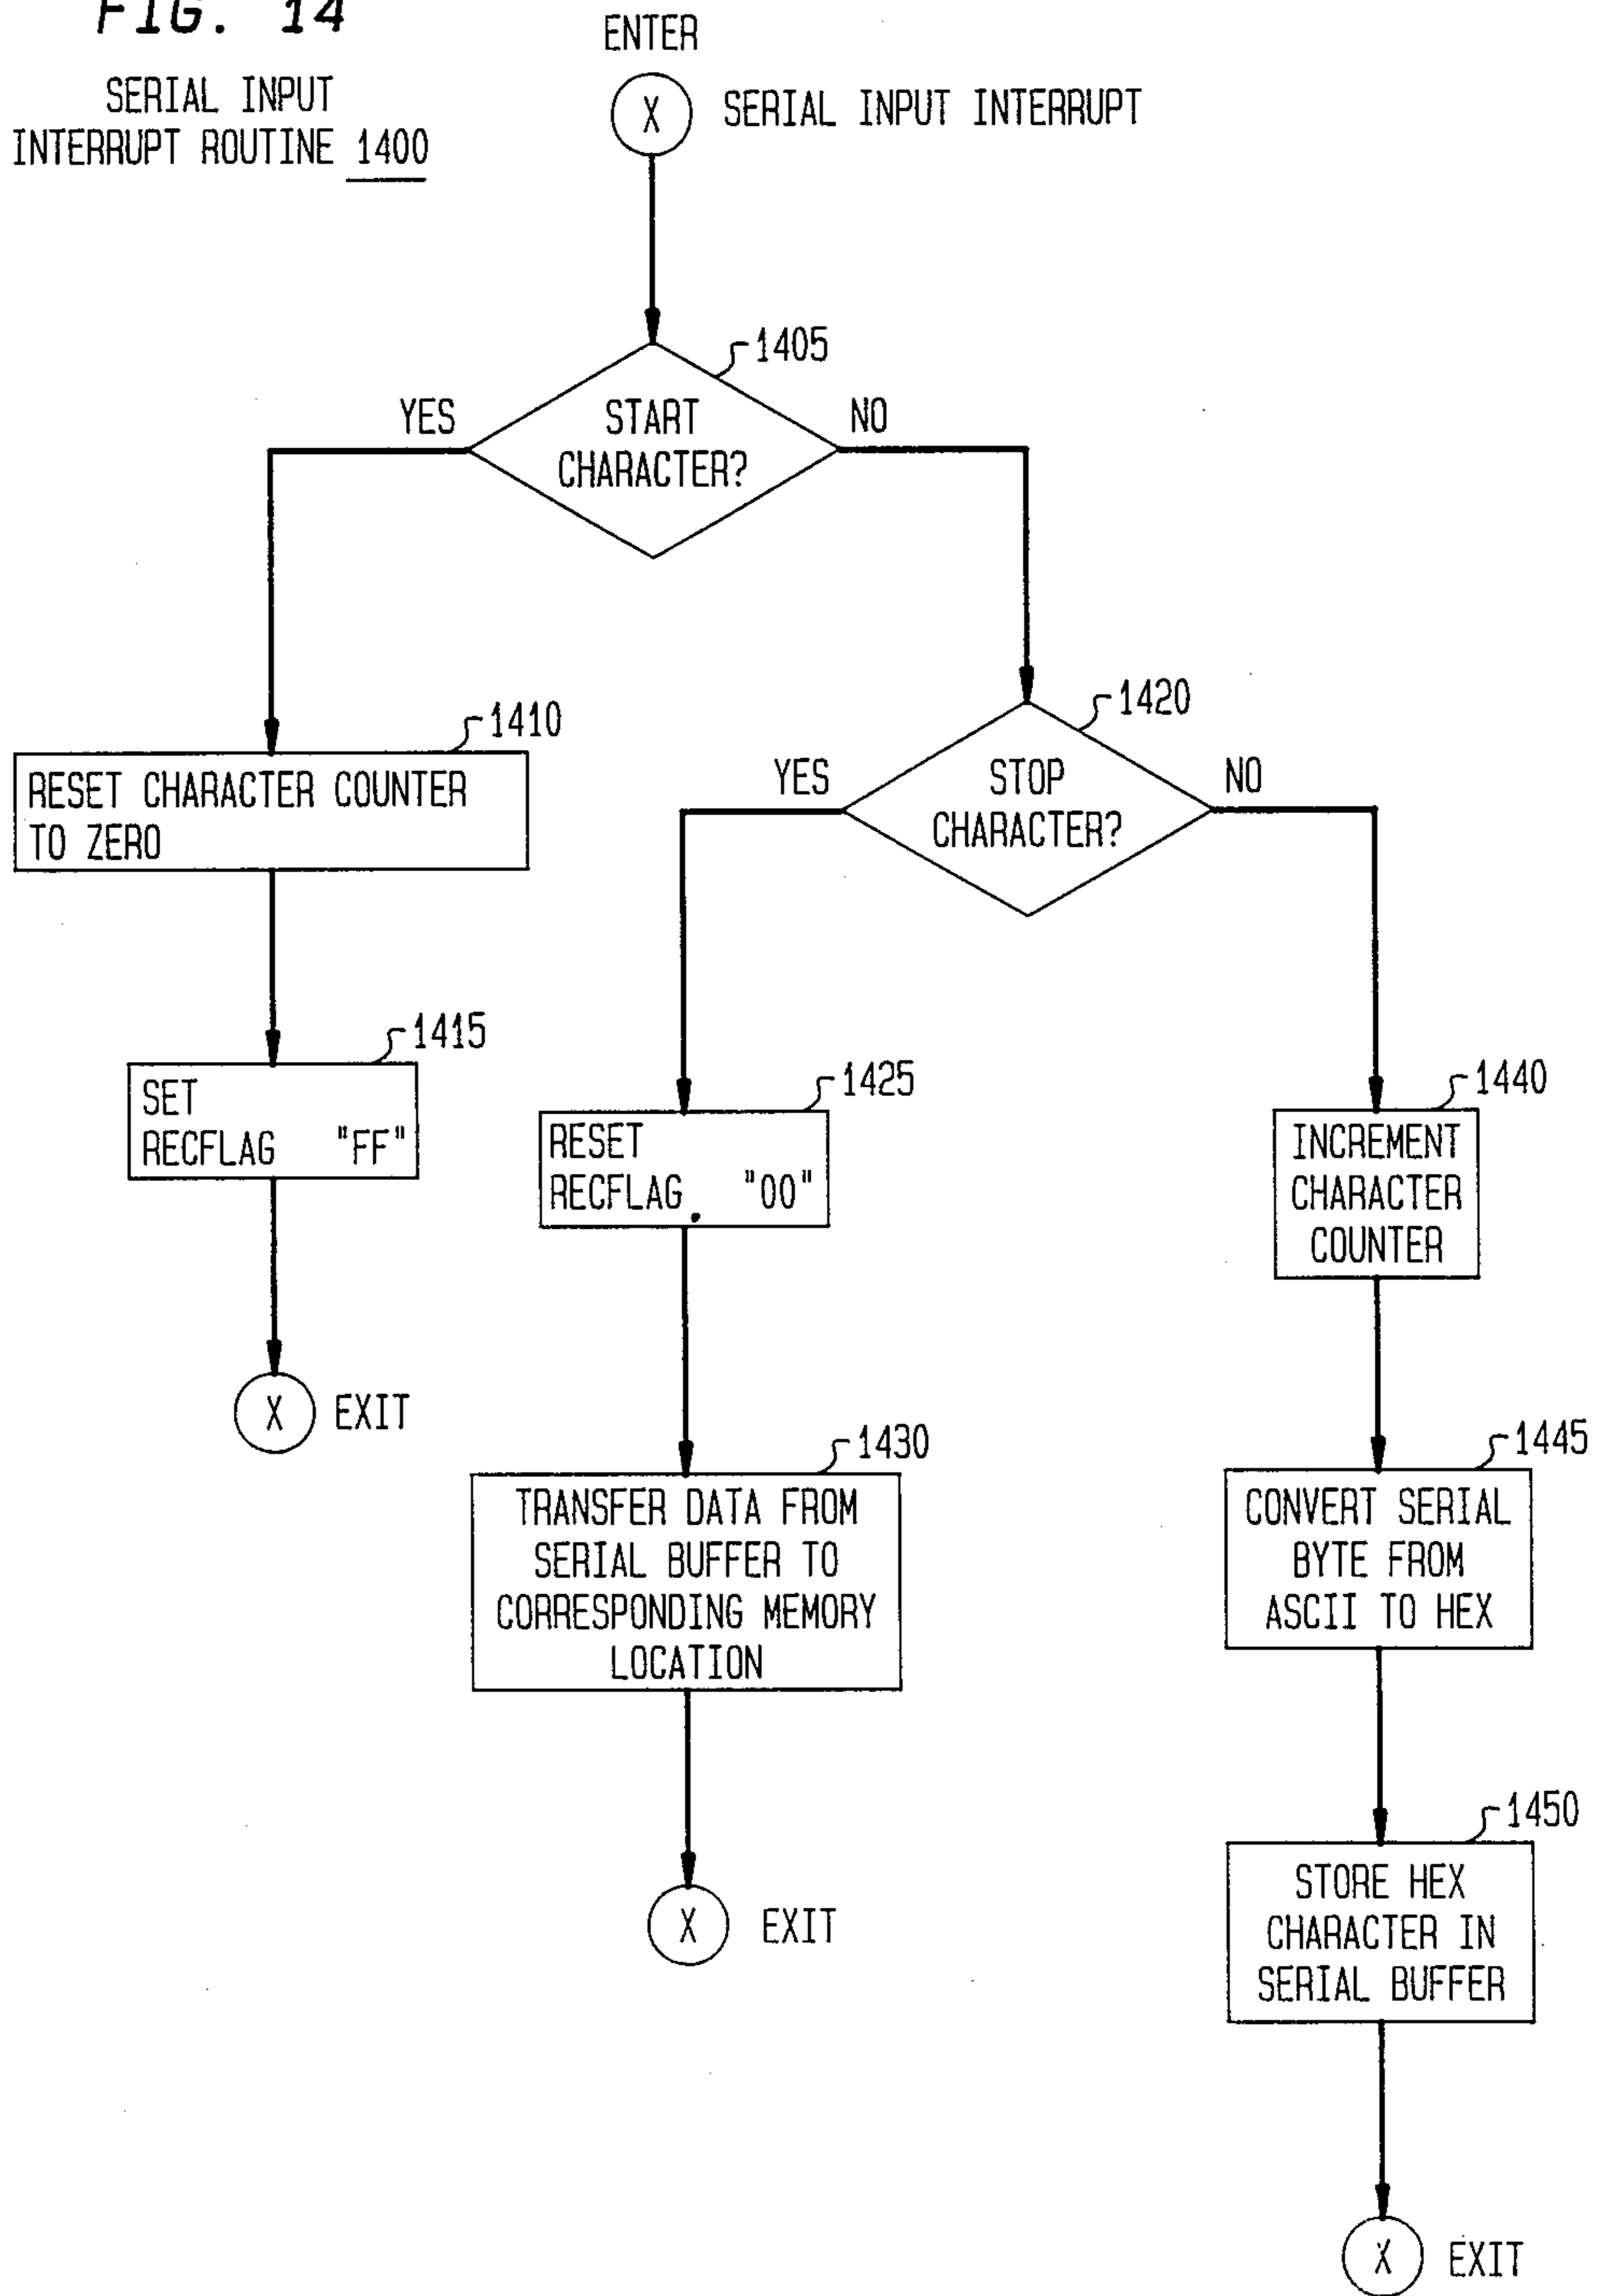 FIG. 14
SERIAL INPUT
INTERRUPT ROUTINE 1400
ENTER
X
SERIAL INPUT INTERRUPT
1405
YES
START
CHARACTER?
NO
1410
RESET CHARACTER COUNTER
TO ZERO
1415
SET
RECFLAG "FF"
X
EXIT
1420
YES
STOP
CHARACTER?
NO
1425
RESET
RECFLAG "00"
1430
TRANSFER DATA FROM
SERIAL BUFFER TO
CORRESPONDING MEMORY
LOCATION
X
EXIT
1440
INCREMENT
CHARACTER
COUNTER
1445
CONVERT SERIAL
BYTE FROM
ASCII TO HEX
1450
STORE HEX
CHARACTER IN
SERIAL BUFFER
X
EXIT